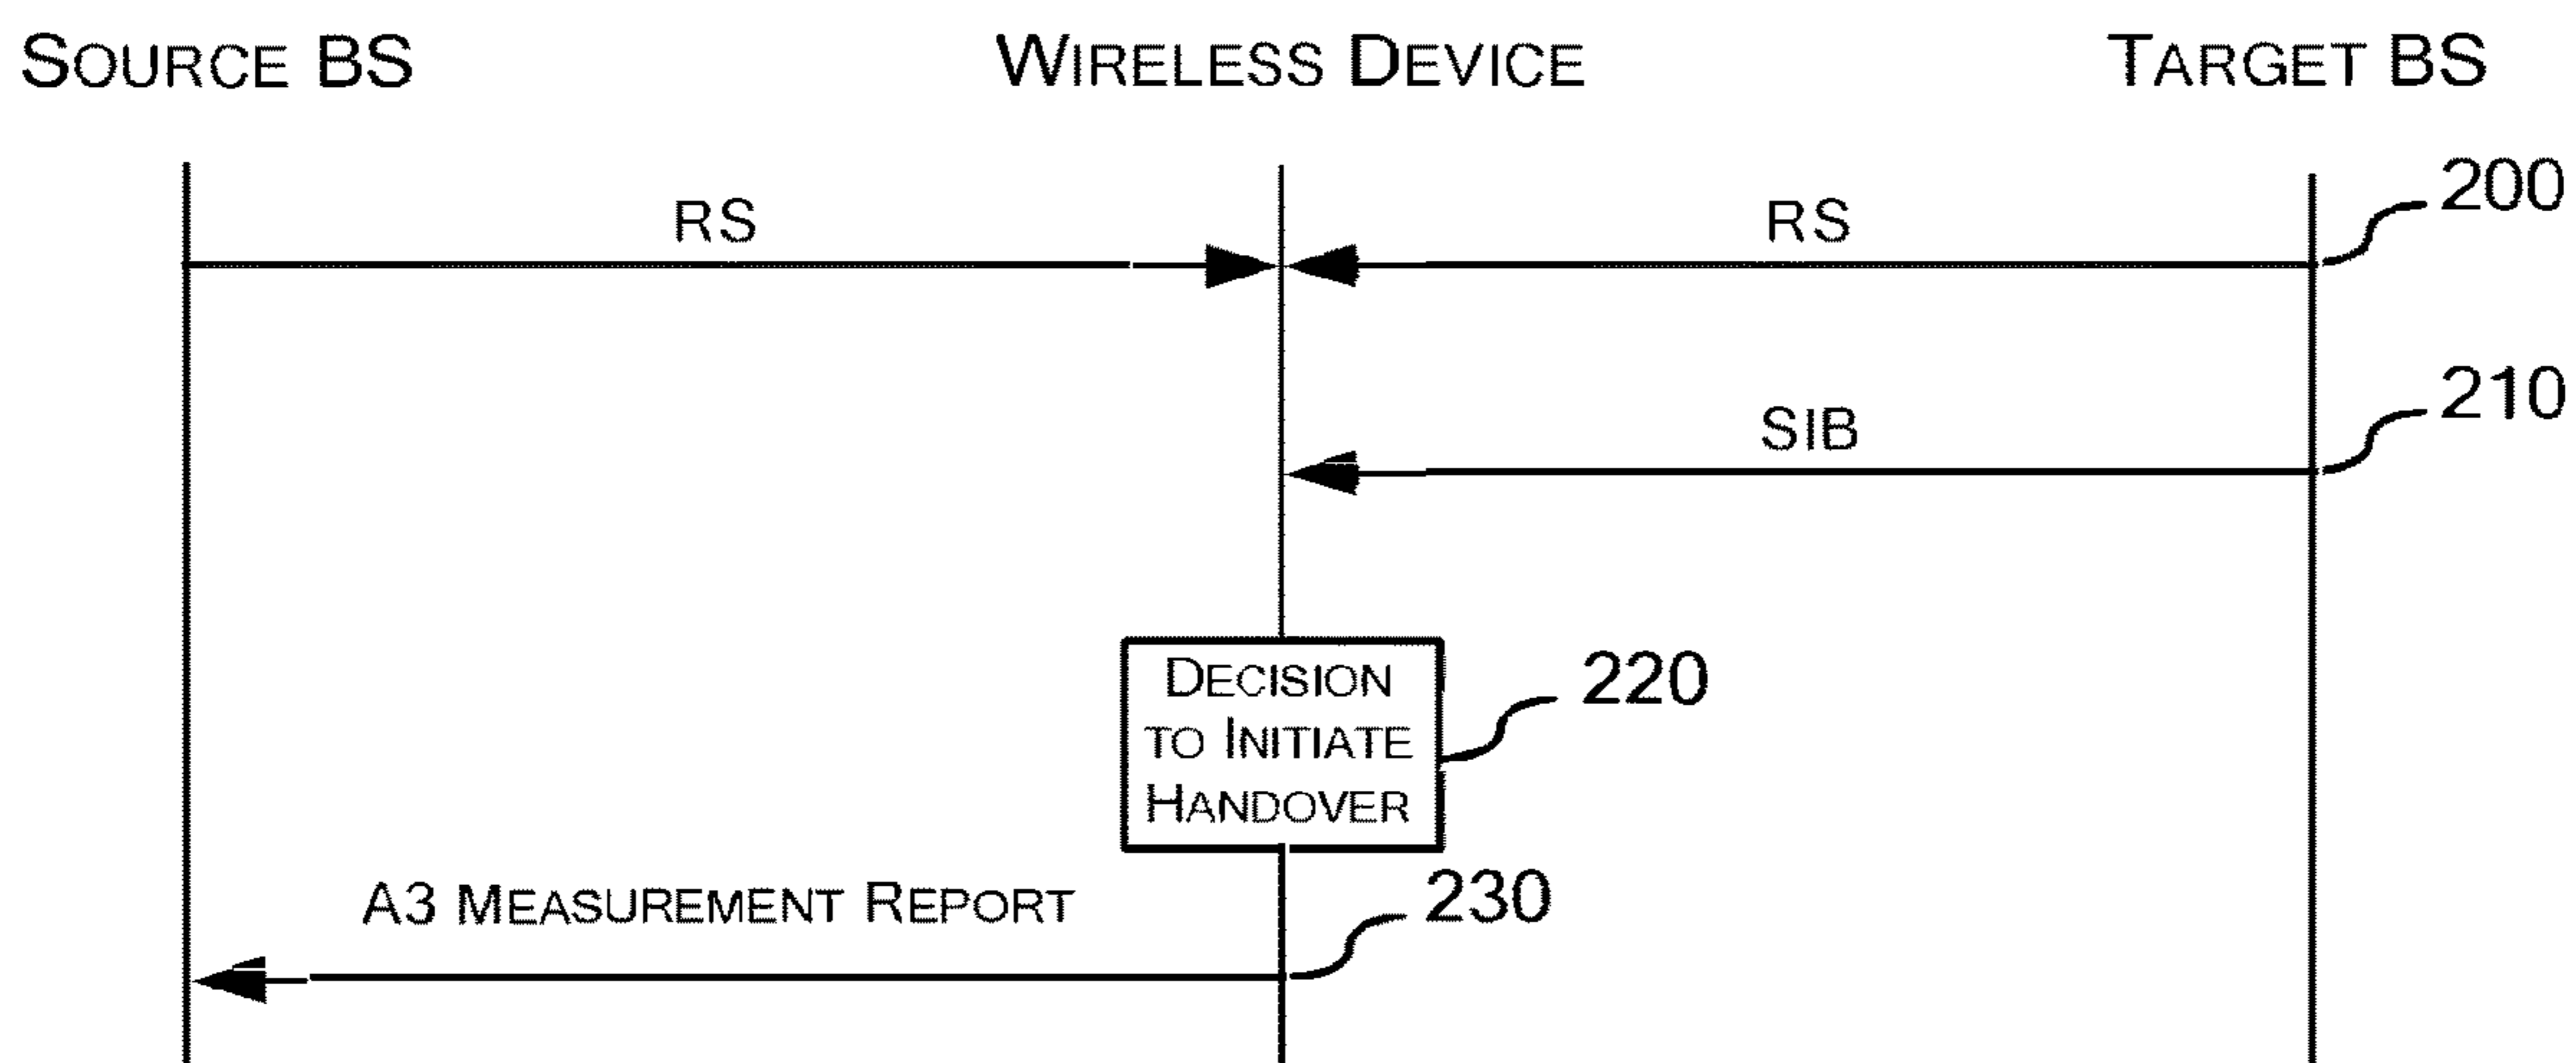 SOURCE BS
WIRELESS DEVICE
TARGET BS
RS
RS
200
SIB
210
DECISION
TO INITIATE
HANDOVER
220
A3 MEASUREMENT REPORT
230